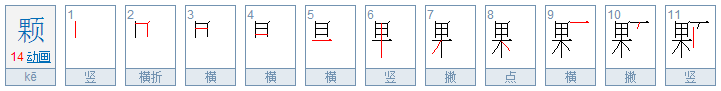 颗 1 2 3 4 5 6 7 8 9 10 11
14 动画
kē 竖 横折 横 横 横 竖 撇 点 横 撇 竖